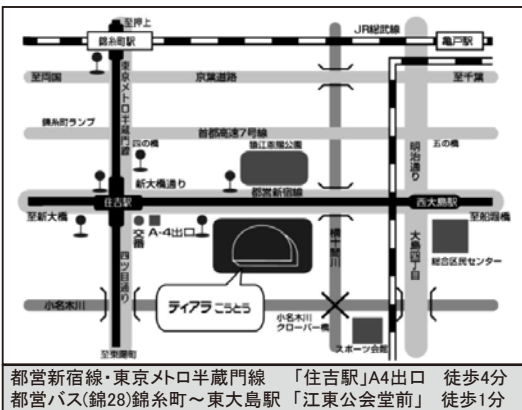 至押上
JR総武線
錦糸町駅
亀戸駅
至両国
京葉道路
至千葉
東京メトロ半蔵門線
錦糸町ランプ
首都高速7号線
四の橋
猿江恩賜公園
明治通り
五の橋
新大橋通り
都営新宿線
住吉駅
西大島駅
至新大橋
至船堀橋
交番
A-4出口
横十間川
大島四丁目
総合区民センター
四ツ目通り
ティアラこうとう
小名木川
小名木川
クローバー橋
スポーツ会館
至東陽町
都営新宿線・東京メトロ半蔵門線 「住吉駅」A4出口 徒歩4分
都営バス(錦28)錦糸町～東大島駅 「江東公会堂前」 徒歩1分